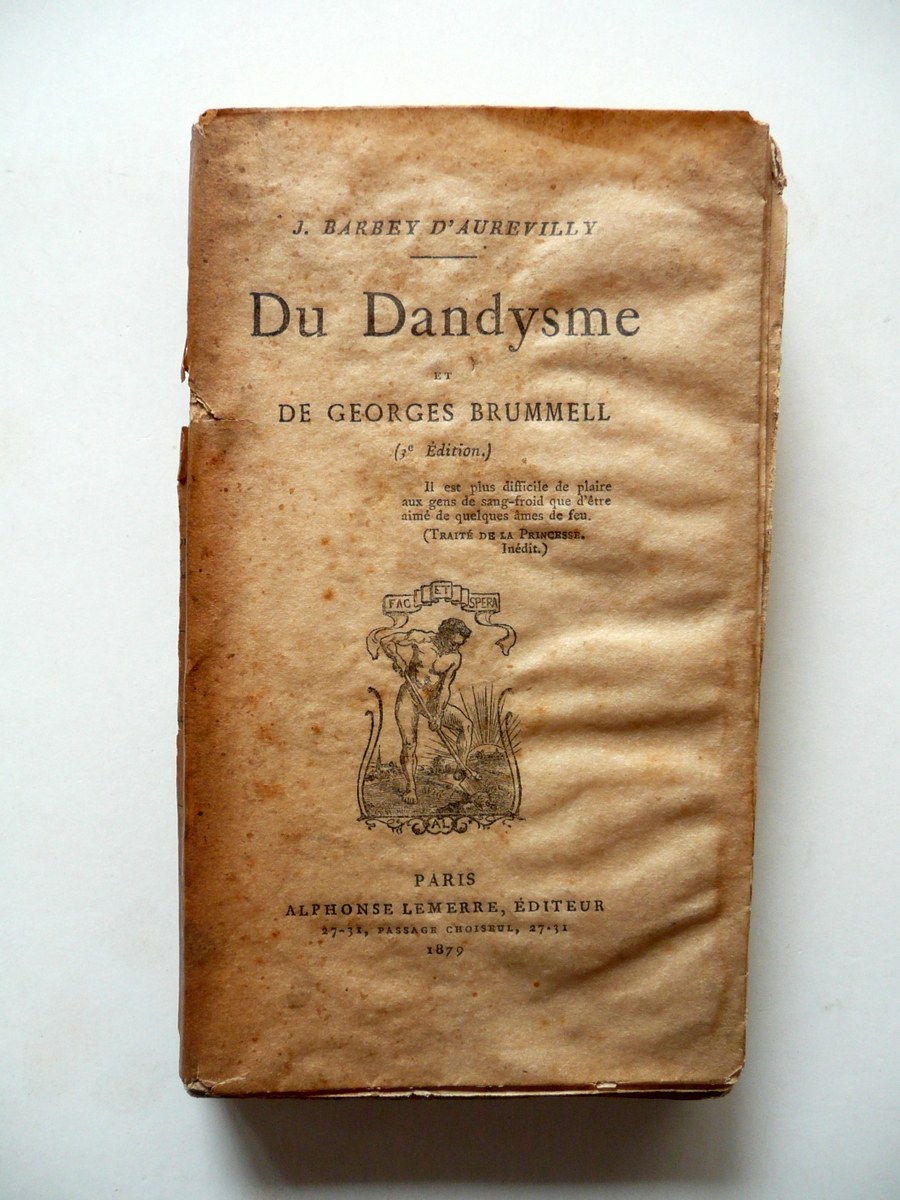 J. BARBEY D'AUREVILLY
Du Dandysme
ET
DE GEORGES BRUMMELL
(3e Édition.)
Il est plus difficile de plaire
aux gens de sang-froid que d'être
aimé de quelques âmes de feu.
(TRAITÉ DE LA PRINCESSE.
Inédit.)
FAC ET SPERA
AL
PARIS
ALPHONSE LEMERRE, ÉDITEUR
27-31, PASSAGE CHOISEUL, 27-31
1879